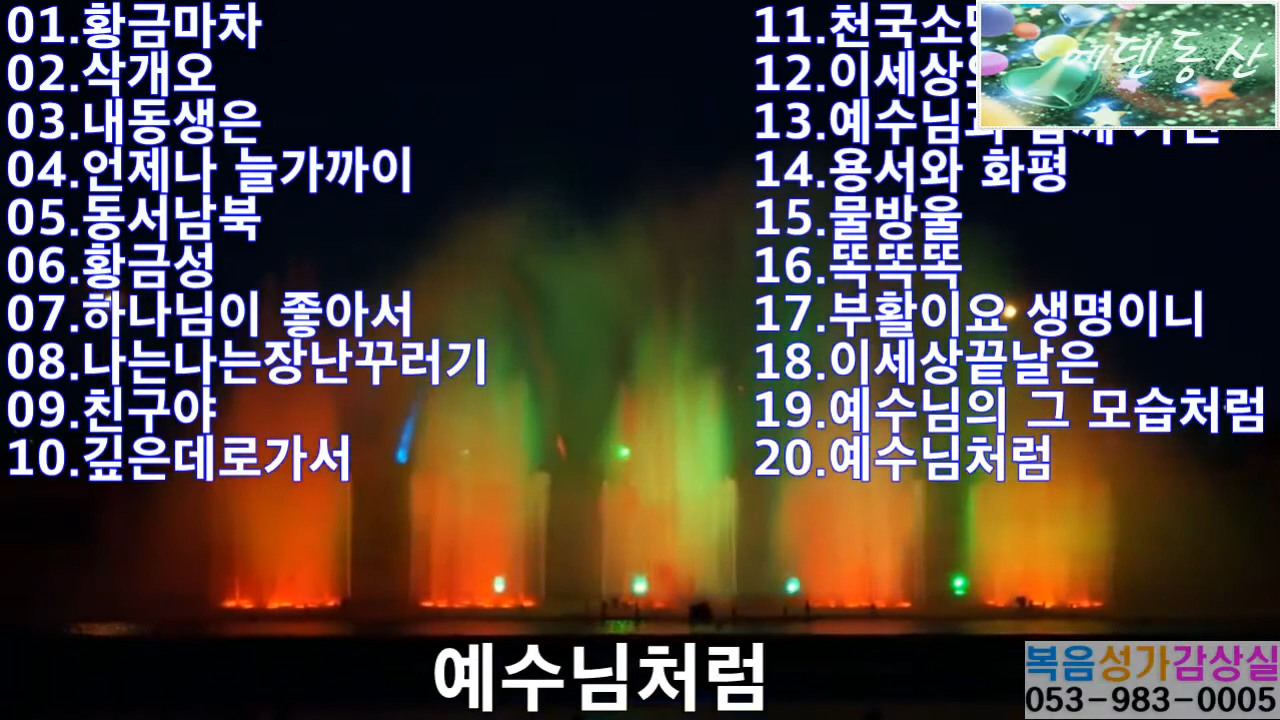 01.황금마차
02.삭개오
03.내동생은
04.언제나 늘가까이
05.동서남북
06.황금성
07.하나님이 좋아서
08.나는나는장난꾸러기
09.친구야
10.깊은데로가서
11.천국소
12.이세상
13.예수님과
14.용서와 화평
15.물방울
16.똑똑똑
17.부활이요 생명이니
18.이세상끝날은
19.예수님의 그 모습처럼
20.예수님처럼
에덴동산
예수님처럼
복음성가감상실
053-983-0005